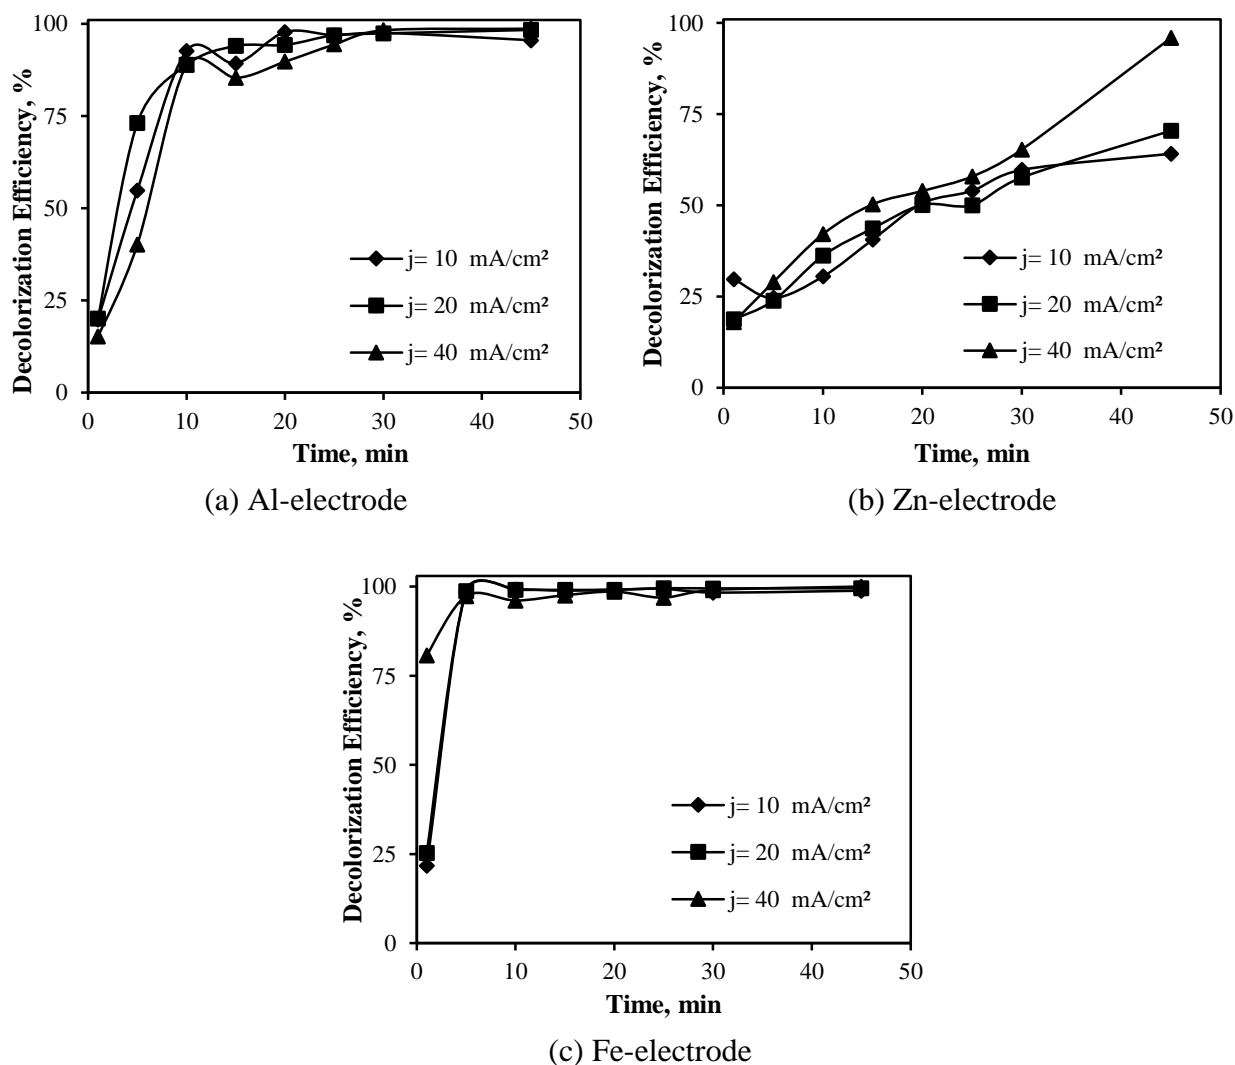 Decolorization Efficiency, %
100
75
50
25
0
j= 10 mA/cm²
j= 20 mA/cm²
j= 40 mA/cm²
0 10 20 30 40 50
Time, min
(a) Al-electrode
Decolorization Efficiency, %
100
75
50
25
0
j= 10 mA/cm²
j= 20 mA/cm²
j= 40 mA/cm²
0 10 20 30 40 50
Time, min
(b) Zn-electrode
Decolorization Efficiency, %
100
75
50
25
0
j= 10 mA/cm²
j= 20 mA/cm²
j= 40 mA/cm²
0 10 20 30 40 50
Time, min
(c) Fe-electrode